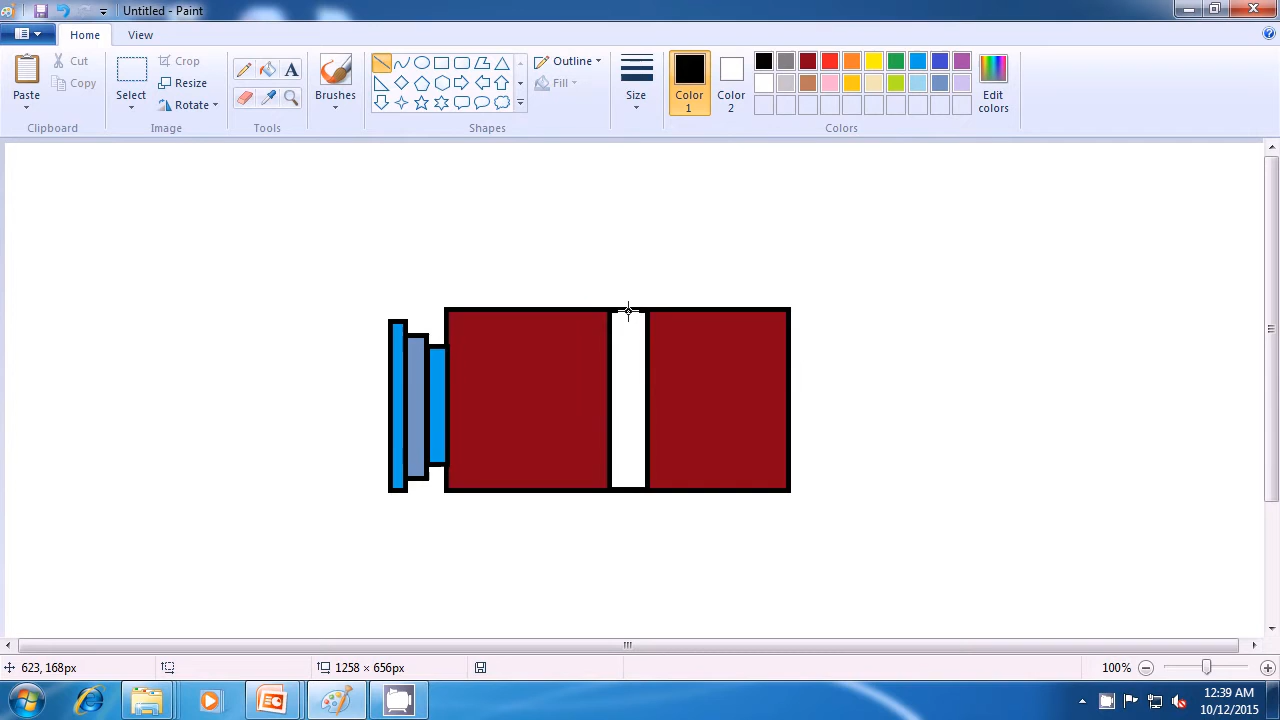 Untitled - Paint
Home
View
Paste
Cut
Copy
Clipboard
Select
Crop
Resize
Rotate
Image
A
Tools
Brushes
Shapes
Outline
Fill
Size
Color 1
Color 2
Edit colors
Colors
623, 168px
1258 × 656px
100%
12:39 AM
10/12/2015